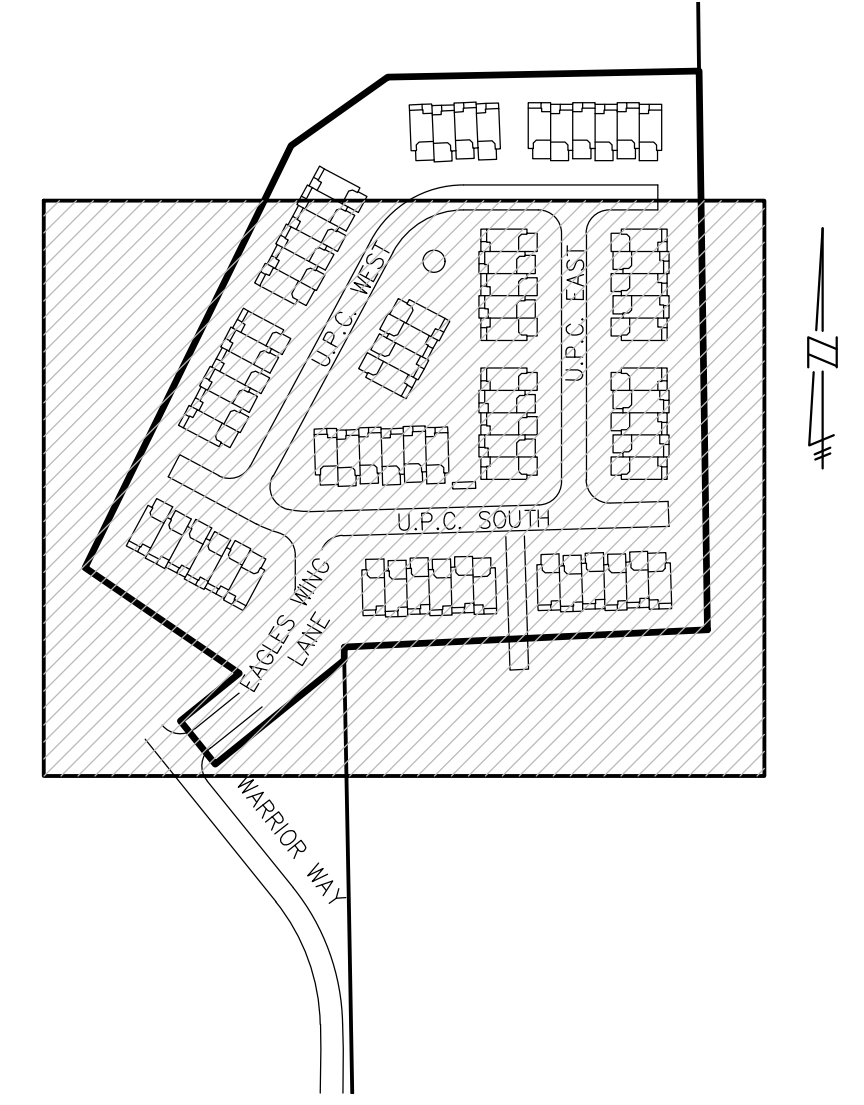 U.P.C. WEST
U.P.C. EAST
U.P.C. SOUTH
EAGLES WING
LANE
WARRIOR WAY
N